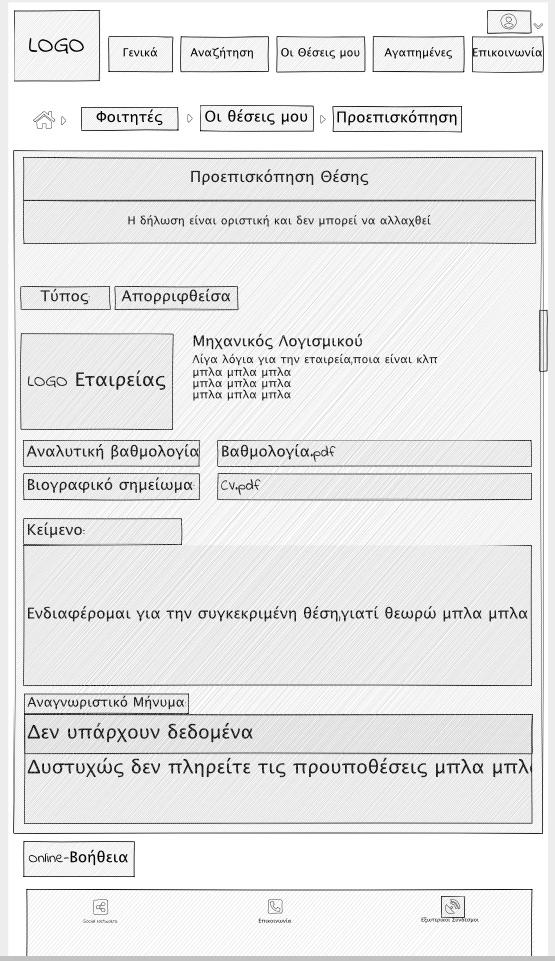 LOGO
Γενικά
Αναζήτηση
Οι Θέσεις μου
Αγαπημένες
Επικοινωνία
Φοιτητές
Οι θέσεις μου
Προεπισκόπηση
Προεπισκόπηση Θέσης
Η δήλωση είναι οριστική και δεν μπορεί να αλλαχθεί
Τύπος:
Απορριφθείσα
LOGO Εταιρείας
Μηχανικός Λογισμικού
Λίγα λόγια για την εταιρεία,ποια είναι κλπ
μπλα μπλα μπλα
μπλα μπλα μπλα
μπλα μπλα μπλα
Αναλυτική βαθμολογία
Βαθμολογία.pdf
Βιογραφικό σημείωμα:
Cv.pdf
Κείμενο:
Ενδιαφέρομαι για την συγκεκριμένη θέση,γιατί θεωρώ μπλα μπλα
Αναγνωριστικό Μήνυμα:
Δεν υπάρχουν δεδομένα
Δυστυχώς δεν πληρείτε τις προυποθέσεις μπλα μπλα
online-Βοήθεια
Social networks
Επικοινωνία
Εξωτερικοί Σύνδεσμοι